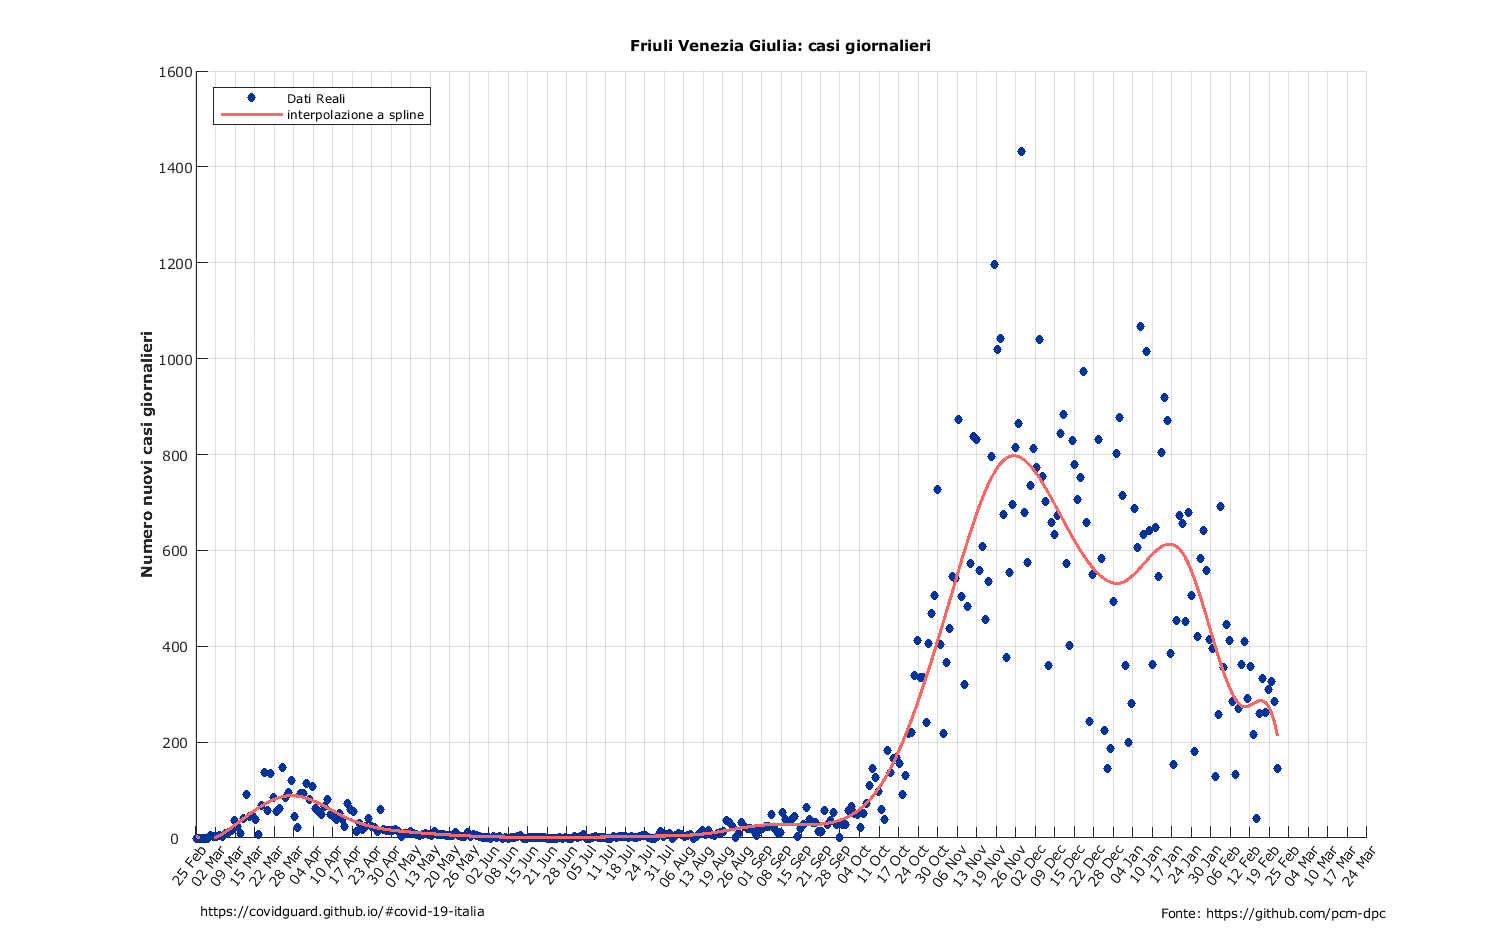 Friuli Venezia Giulia: casi giornalieri
Dati Reali
interpolazione a spline
Numero nuovi casi giornalieri
1600
1400
1200
1000
800
600
400
200
0
25 Feb
02 Mar
09 Mar
15 Mar
22 Mar
28 Mar
04 Apr
10 Apr
17 Apr
23 Apr
30 Apr
07 May
13 May
20 May
26 May
02 Jun
08 Jun
15 Jun
21 Jun
28 Jun
05 Jul
11 Jul
18 Jul
24 Jul
31 Jul
06 Aug
13 Aug
19 Aug
26 Aug
01 Sep
08 Sep
15 Sep
21 Sep
28 Sep
04 Oct
11 Oct
17 Oct
24 Oct
30 Oct
06 Nov
13 Nov
19 Nov
26 Nov
02 Dec
09 Dec
15 Dec
22 Dec
28 Dec
04 Jan
10 Jan
17 Jan
24 Jan
30 Jan
06 Feb
12 Feb
19 Feb
25 Feb
04 Mar
10 Mar
17 Mar
24 Mar
https://covidguard.github.io/#covid-19-italia
Fonte: https://github.com/pcm-dpc